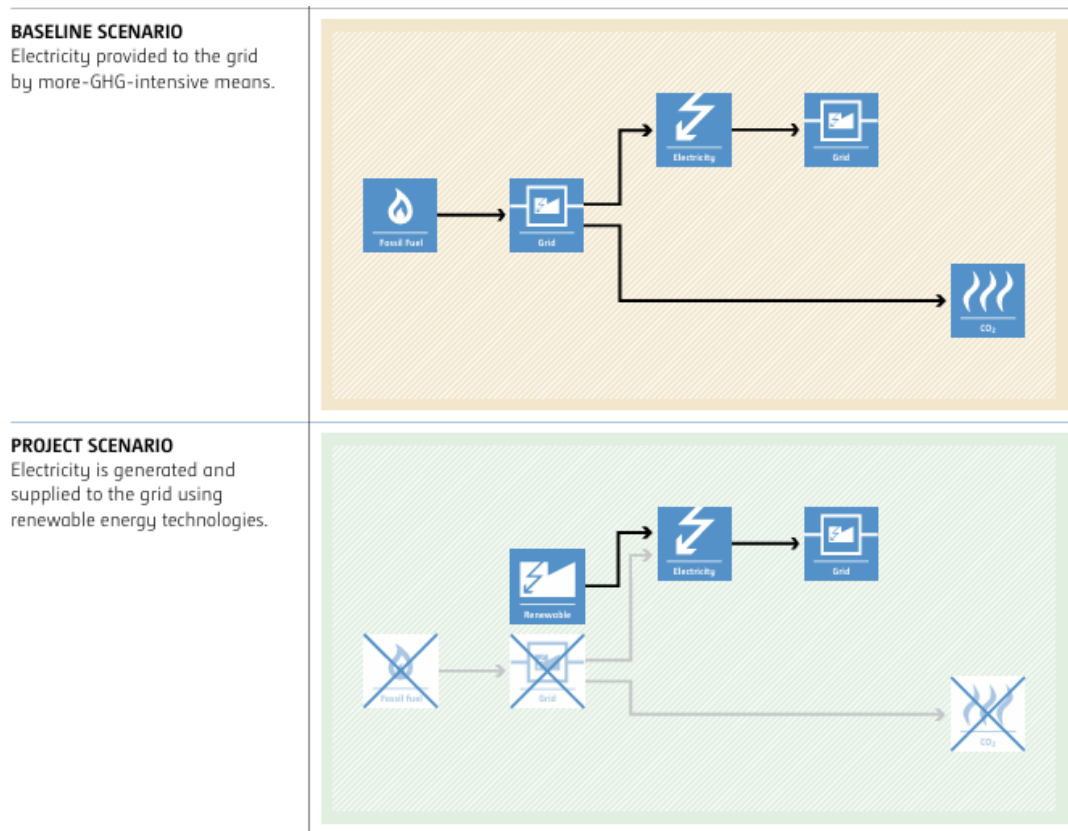 BASELINE SCENARIO
Electricity provided to the grid
by more-GHG-intensive means.
Electricity
Grid
Fossil Fuel
Grid
CO₂
PROJECT SCENARIO
Electricity is generated and
supplied to the grid using
renewable energy technologies.
Electricity
Grid
Renewable
Fossil fuel
Grid
CO₂